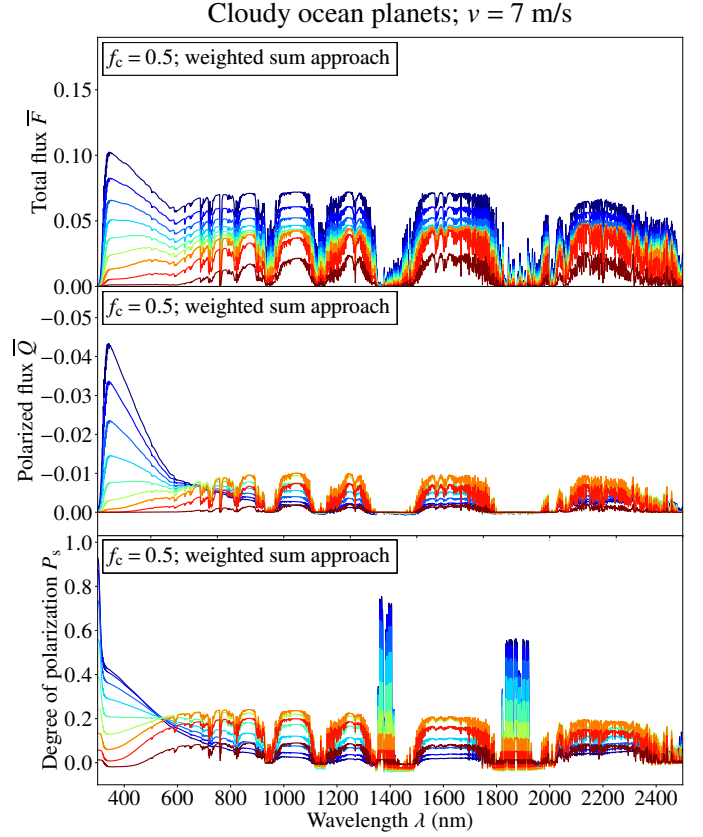 Cloudy ocean planets; v = 7 m/s
f_c = 0.5; weighted sum approach
Total flux F̅
0.15
0.10
0.05
0.00
f_c = 0.5; weighted sum approach
Polarized flux Q̅
−0.05
−0.04
−0.03
−0.02
−0.01
0.00
f_c = 0.5; weighted sum approach
Degree of polarization P_s
1.0
0.8
0.6
0.4
0.2
0.0
400 600 800 1000 1200 1400 1600 1800 2000 2200 2400
Wavelength λ (nm)